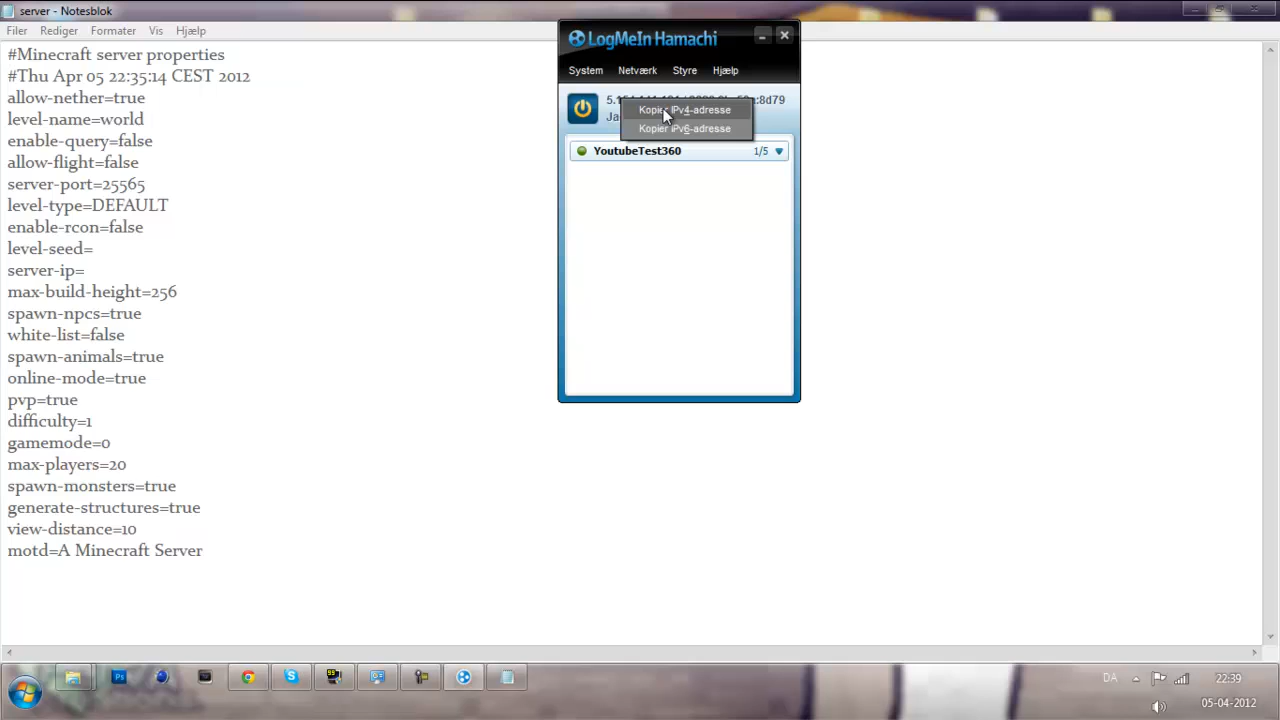 server - Notesblok
Filer Rediger Formater Vis Hjælp
#Minecraft server properties
#Thu Apr 05 22:35:14 CEST 2012
allow-nether=true
level-name=world
enable-query=false
allow-flight=false
server-port=25565
level-type=DEFAULT
enable-rcon=false
level-seed=
server-ip=
max-build-height=256
spawn-npcs=true
white-list=false
spawn-animals=true
online-mode=true
pvp=true
difficulty=1
gamemode=0
max-players=20
spawn-monsters=true
generate-structures=true
view-distance=10
motd=A Minecraft Server
LogMeIn Hamachi
System Netværk Styre Hjælp
Kopier IPv4-adresse
Kopier IPv6-adresse
YoutubeTest360 1/5
DA 22:39
05-04-2012